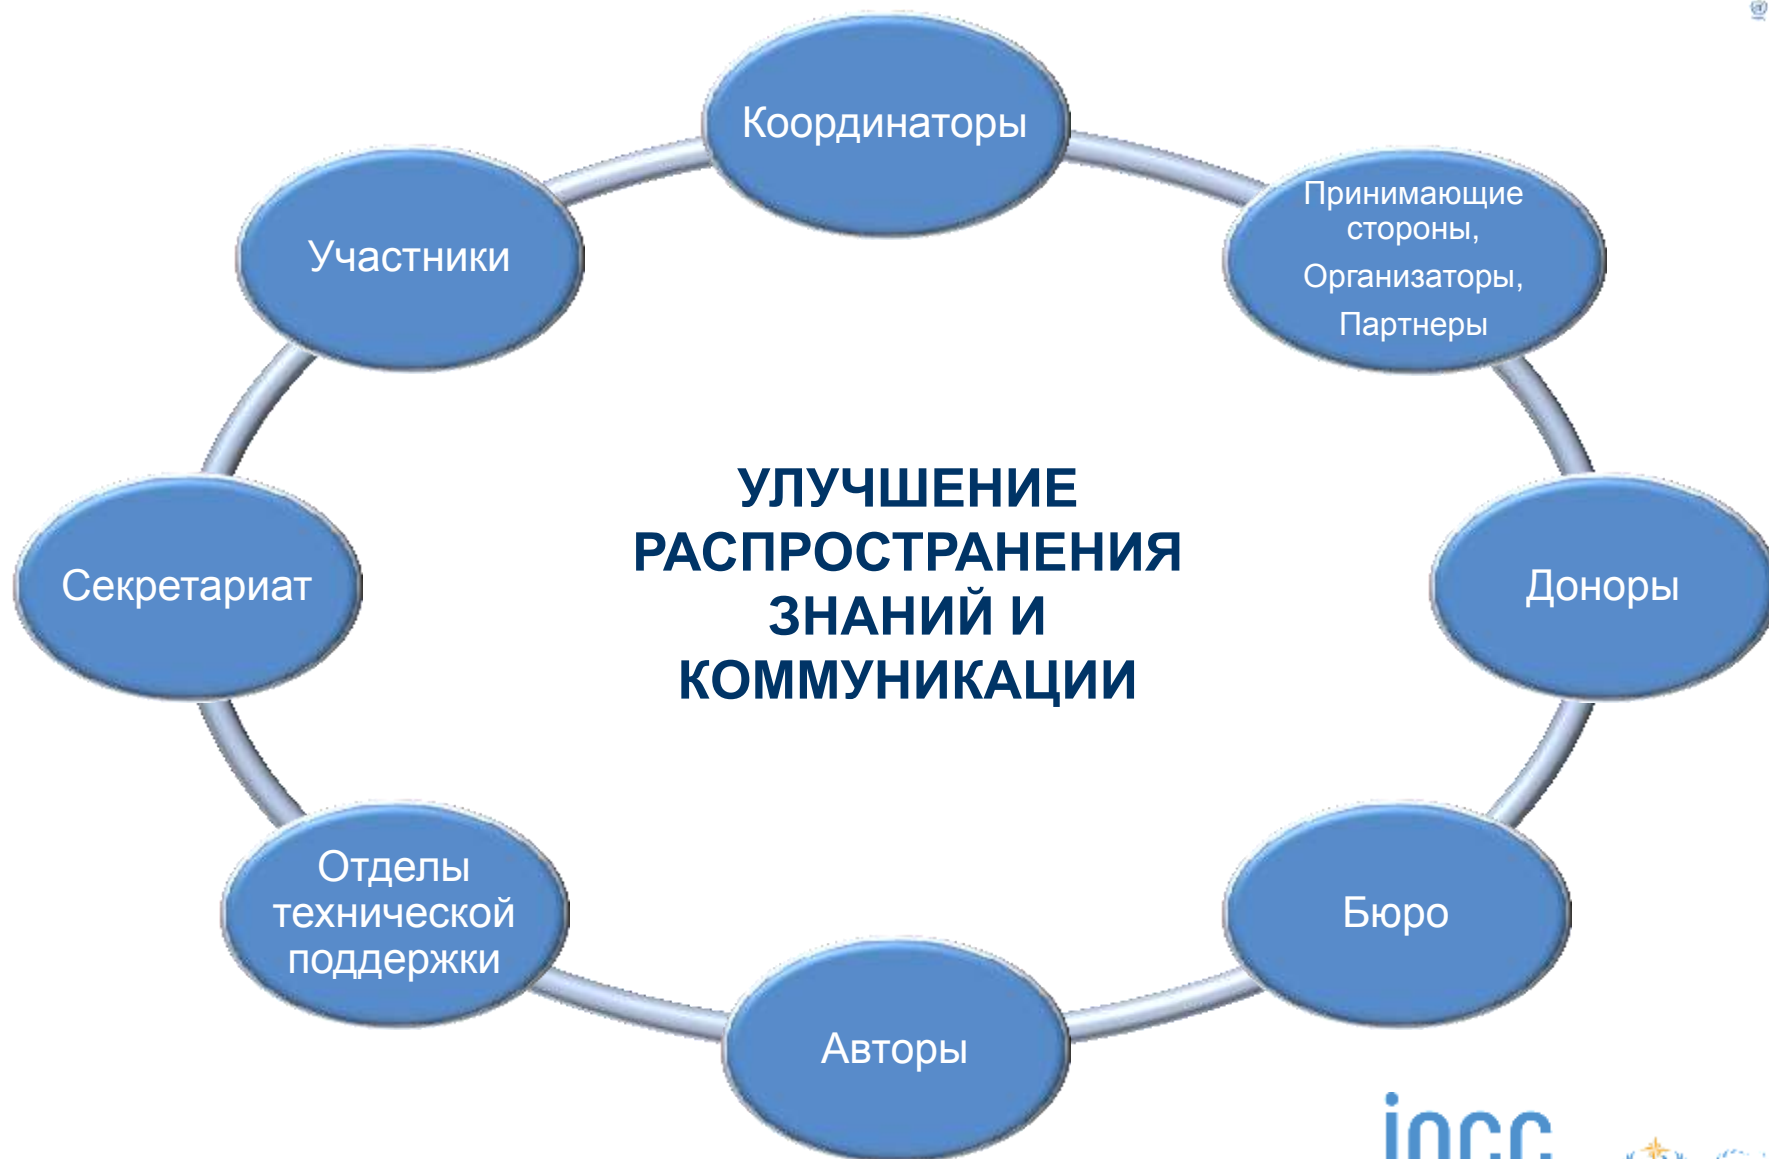 Координаторы
Принимающие
стороны,
Организаторы,
Партнеры
Участники
УЛУЧШЕНИЕ
РАСПРОСТРАНЕНИЯ
ЗНАНИЙ И
КОММУНИКАЦИИ
Секретариат
Доноры
Отделы
технической
поддержки
Бюро
Авторы
ipcc